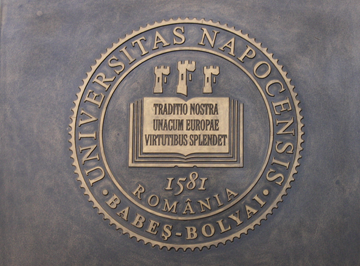 UNIVERSITAS NAPOCENSIS
TRADITIO NOSTRA
UNACUM EUROPAE
VIRTUTIBUS SPLENDET
1581
ROMÂNIA
· BABEŞ-BOLYAI ·